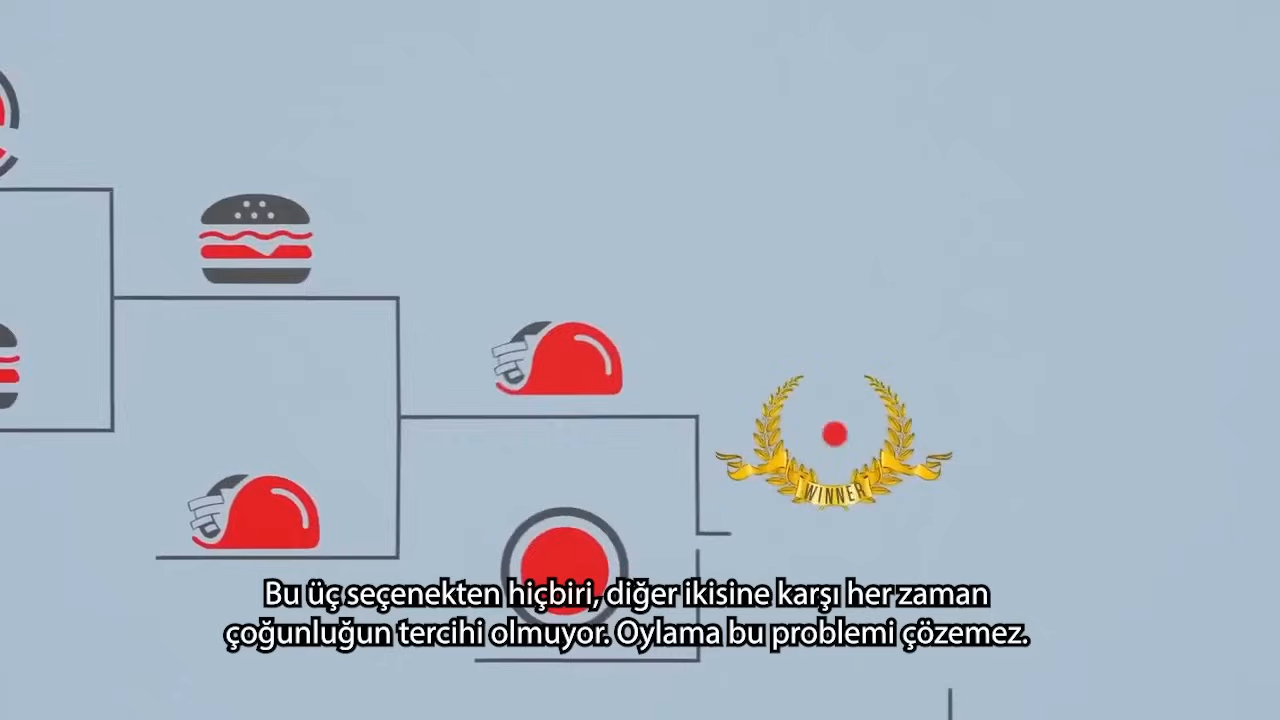 WINNER
Bu üç seçenekten hiçbiri, diğer ikisine karşı her zaman
çoğunluğun tercihi olmuyor. Oylama bu problemi çözemez.